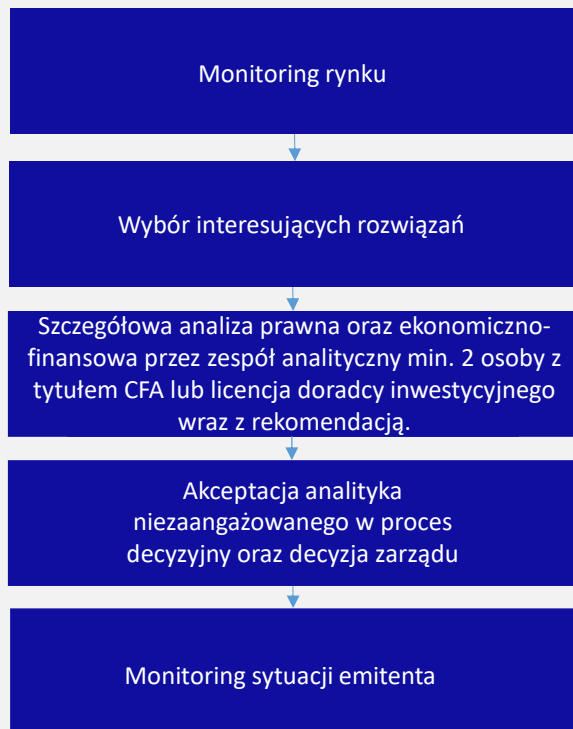 Monitoring rynku
Wybór interesujących rozwiązań
Szczegółowa analiza prawna oraz ekonomiczno-
finansowa przez zespół analityczny min. 2 osoby z
tytułem CFA lub licencja doradcy inwestycyjnego
wraz z rekomendacją.
Akceptacja analityka
niezaangażowanego w proces
decyzyjny oraz decyzja zarządu
Monitoring sytuacji emitenta